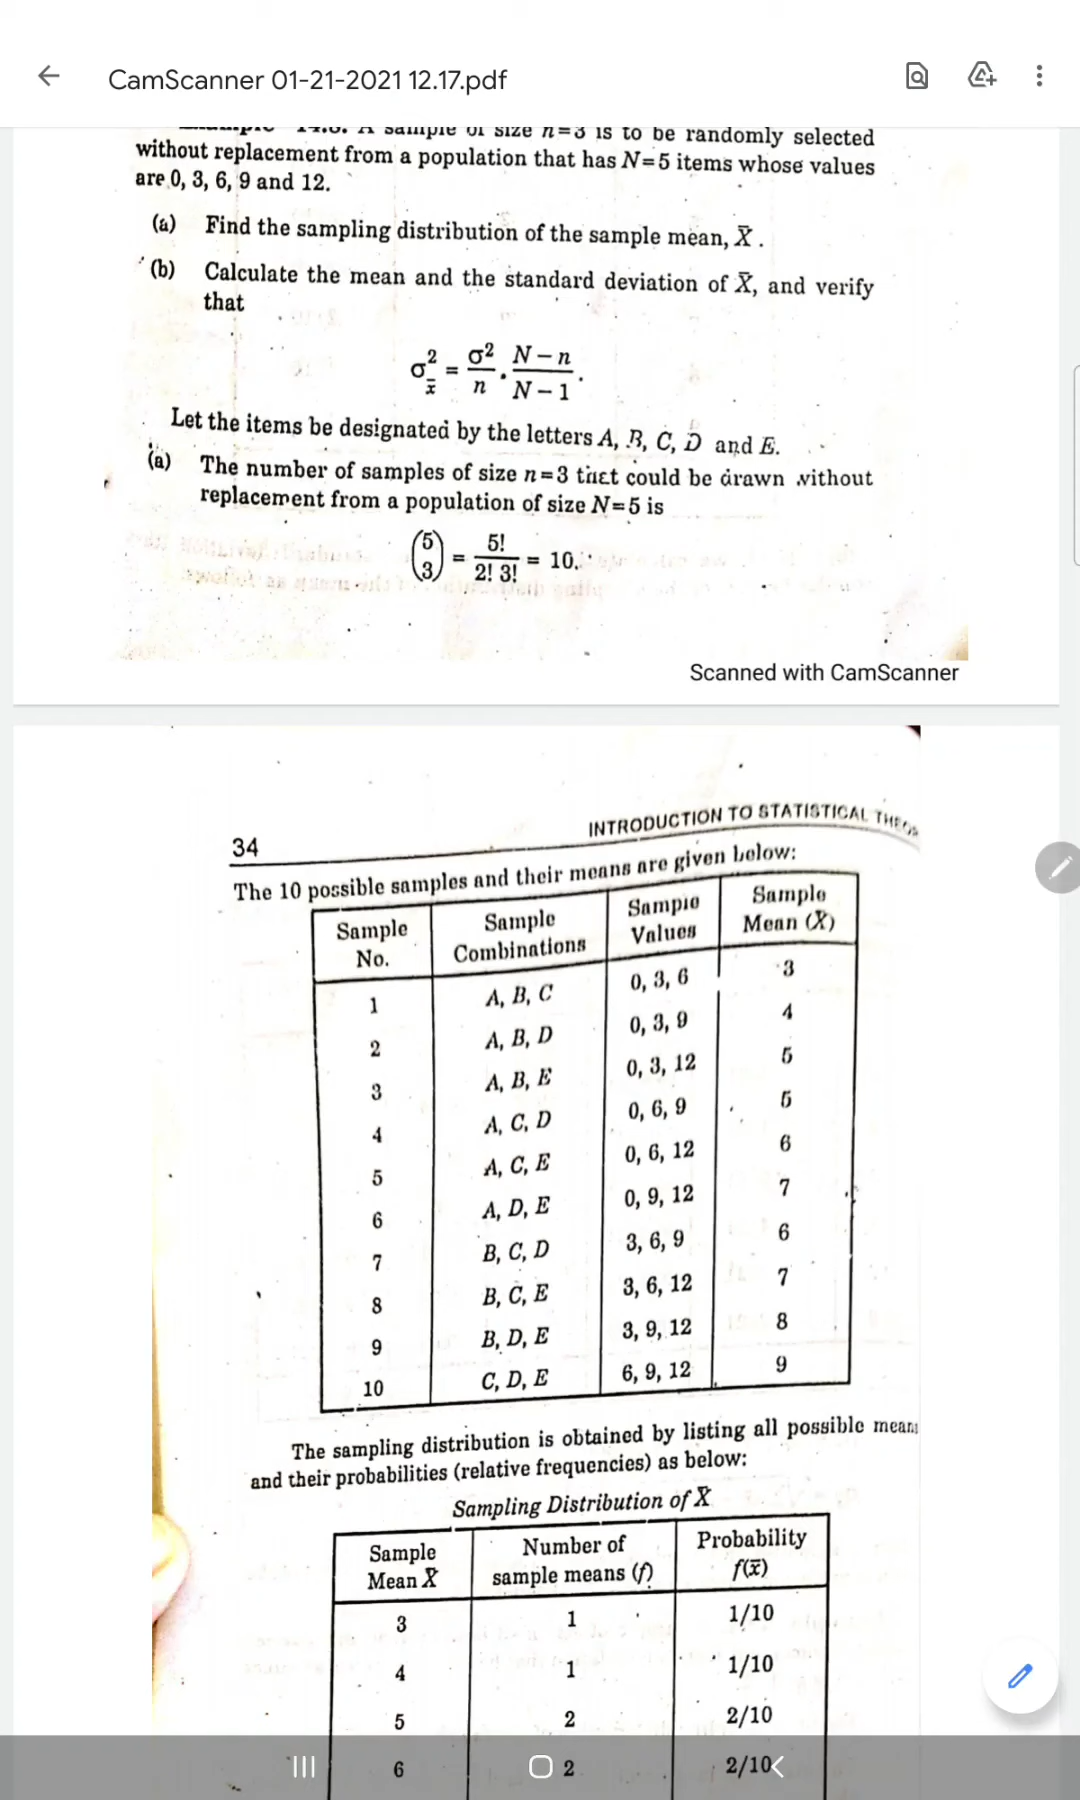 CamScanner 01-21-2021 12.17.pdf
A sample of size n=3 is to be randomly selected
without replacement from a population that has N=5 items whose values
are 0, 3, 6, 9 and 12.
(a) Find the sampling distribution of the sample mean, X̄.
(b) Calculate the mean and the standard deviation of X̄, and verify
that
σ²x̄ = σ²/n · N−n/N−1.
Let the items be designated by the letters A, B, C, D and E.
(a) The number of samples of size n=3 that could be drawn without
replacement from a population of size N=5 is
(5 3) = 5!/2! 3! = 10.
Scanned with CamScanner
34 INTRODUCTION TO STATISTICAL
The 10 possible samples and their means are given below:
Sample No. Sample Combinations Sample Values Sample Mean (X̄)
1 A, B, C 0, 3, 6 3
2 A, B, D 0, 3, 9 4
3 A, B, E 0, 3, 12 5
4 A, C, D 0, 6, 9 5
5 A, C, E 0, 6, 12 6
6 A, D, E 0, 9, 12 7
7 B, C, D 3, 6, 9 6
8 B, C, E 3, 6, 12 7
9 B, D, E 3, 9, 12 8
10 C, D, E 6, 9, 12 9
The sampling distribution is obtained by listing all possible means
and their probabilities (relative frequencies) as below:
Sampling Distribution of X̄
Sample Mean X̄ Number of sample means (f) Probability f(x̄)
3 1 1/10
4 1 1/10
5 2 2/10
6 2 2/10